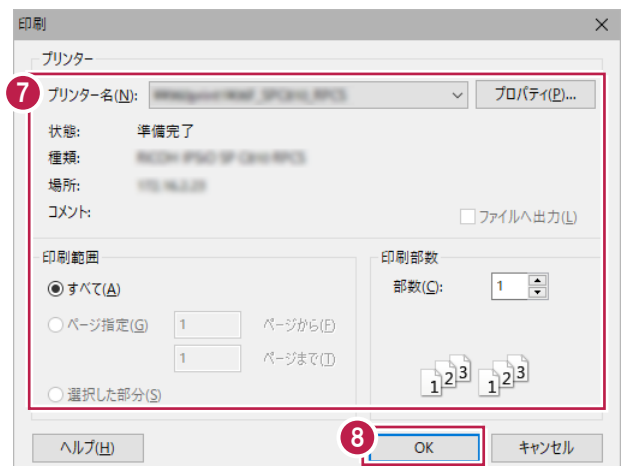 印刷
プリンター
7
プリンター名(N):
プロパティ(P)...
状態: 準備完了
種類:
場所:
コメント:
ファイルへ出力(L)
印刷範囲
すべて(A)
ページ指定(G) 1 ページから(F)
1 ページまで(T)
選択した部分(S)
印刷部数
部数(C): 1
1 2 3 1 2 3
8
ヘルプ(H) OK キャンセル